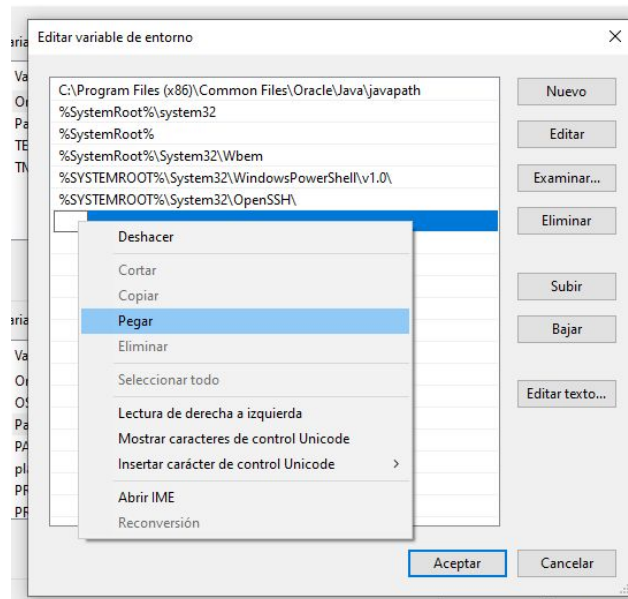 Editar variable de entorno
C:\Program Files (x86)\Common Files\Oracle\Java\javapath
%SystemRoot%\system32
%SystemRoot%
%SystemRoot%\System32\Wbem
%SYSTEMROOT%\System32\WindowsPowerShell\v1.0\
%SYSTEMROOT%\System32\OpenSSH\
Deshacer
Cortar
Copiar
Pegar
Eliminar
Seleccionar todo
Lectura de derecha a izquierda
Mostrar caracteres de control Unicode
Insertar carácter de control Unicode
Abrir IME
Reconversión
Nuevo
Editar
Examinar...
Eliminar
Subir
Bajar
Editar texto...
Aceptar
Cancelar